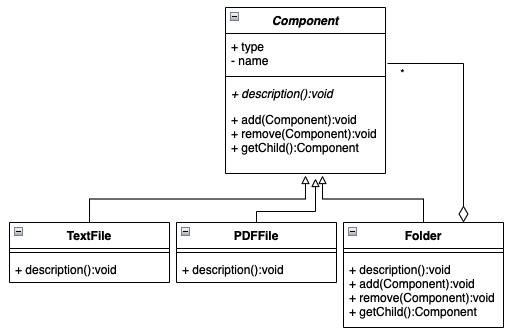 Component
+ type
- name
+ description():void
+ add(Component):void
+ remove(Component):void
+ getChild():Component
*
TextFile
+ description():void
PDFFile
+ description():void
Folder
+ description():void
+ add(Component):void
+ remove(Component):void
+ getChild():Component